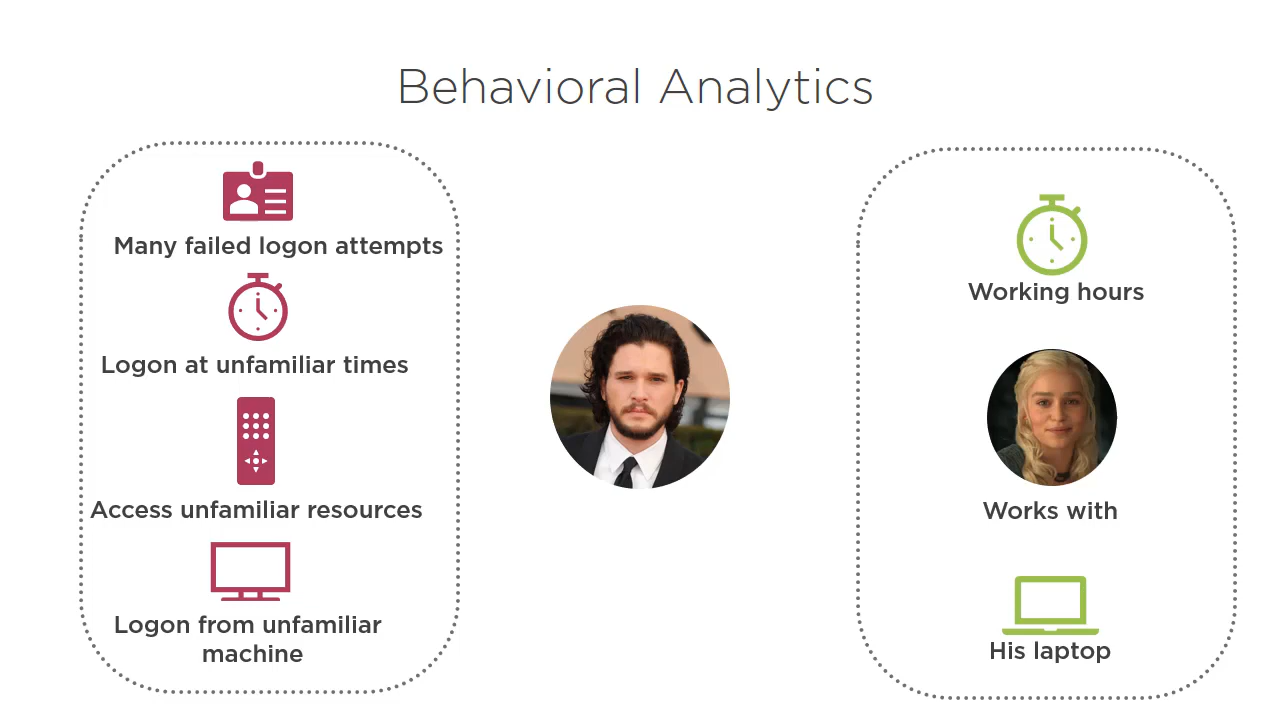 Behavioral Analytics
Many failed logon attempts
Logon at unfamiliar times
Access unfamiliar resources
Logon from unfamiliar
machine
Working hours
Works with
His laptop